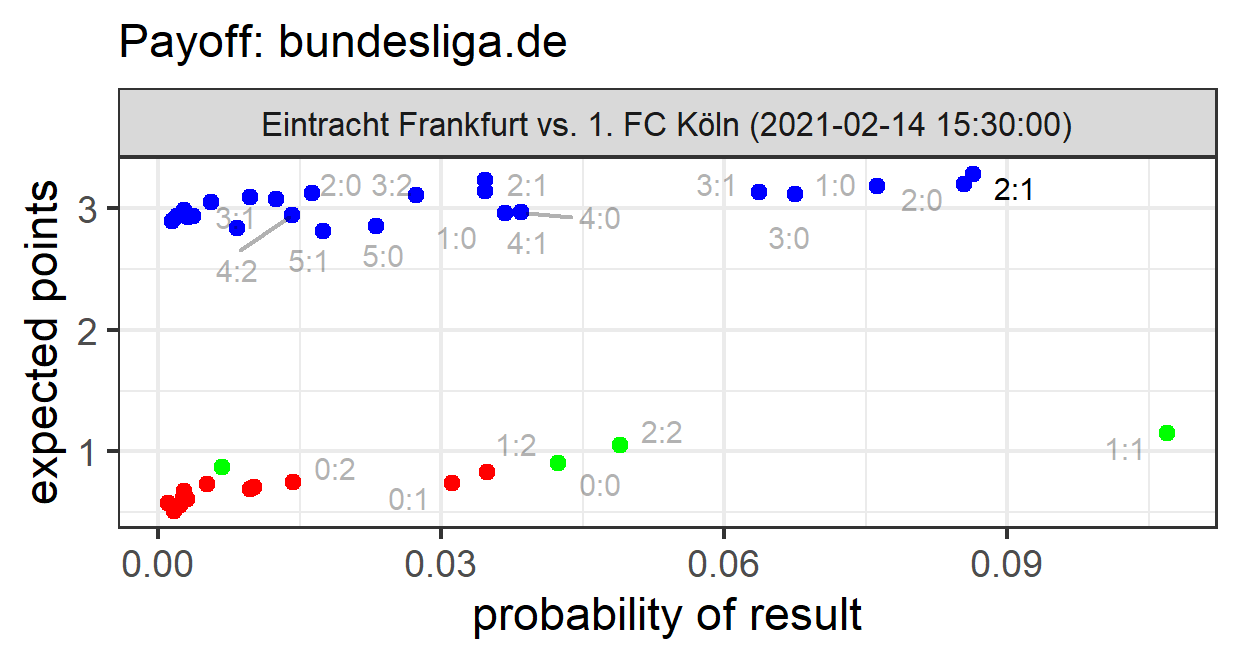 Payoff: bundesliga.de
Eintracht Frankfurt vs. 1. FC Köln (2021-02-14 15:30:00)
expected points
3
2
1
2:0 3:2 2:1 3:1 1:0 2:0 2:1
3:1 4:0
4:2 5:1 5:0 1:0 4:1 3:0
1:2 2:2 1:1
0:2 0:1 0:0
0.00 0.03 0.06 0.09
probability of result